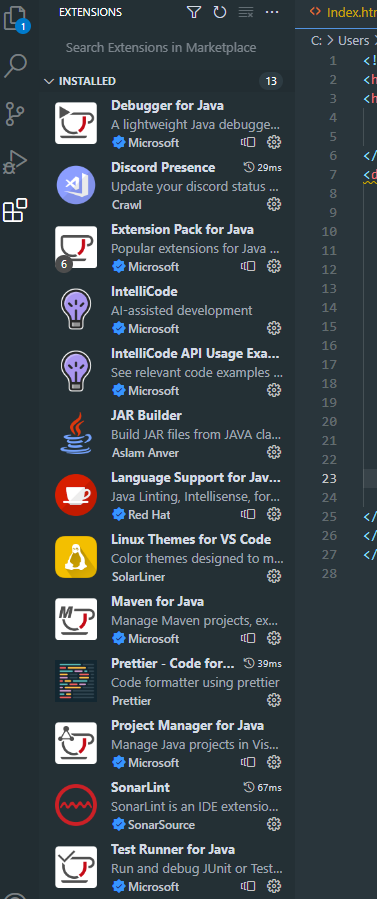 EXTENSIONS
Index.ht
1
Search Extensions in Marketplace
C: > Users
INSTALLED
13
Debugger for Java
A lightweight Java debugge...
Microsoft
Discord Presence
29ms
Update your discord status ...
Crawl
Extension Pack for Java
Popular extensions for Java ...
6
Microsoft
IntelliCode
AI-assisted development
Microsoft
IntelliCode API Usage Exa...
See relevant code examples ...
Microsoft
JAR Builder
Build JAR files from JAVA cla...
Aslam Anver
Language Support for Jav...
Java Linting, Intellisense, for...
Red Hat
Linux Themes for VS Code
Color themes designed to m...
SolarLiner
Maven for Java
Manage Maven projects, ex...
M
Microsoft
Prettier - Code for...
39ms
Code formatter using prettier
Prettier
Project Manager for Java
Manage Java projects in Vis...
Microsoft
SonarLint
67ms
SonarLint is an IDE extensio...
SonarSource
Test Runner for Java
Run and debug JUnit or Test...
Microsoft
1 <!
2 <h
3 <h
4
5
6 </
7 <d
8
9
10
11
12
13
14
15
16
17
18
19
20
21
22
23
24
25 </
26 </
27 </
28